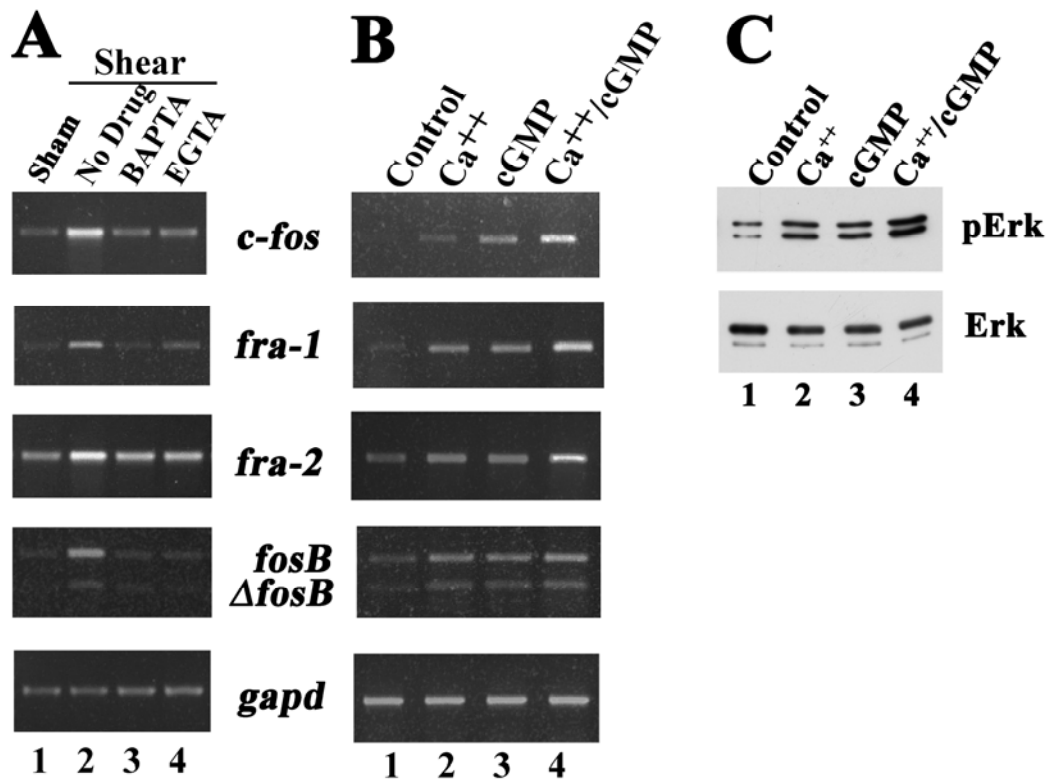 A
Shear
Sham
No Drug
BAPTA
EGTA
B
Control
Ca++
cGMP
Ca++/cGMP
C
Control
Ca++
cGMP
Ca++/cGMP
c-fos
fra-1
fra-2
fosB
ΔfosB
gapd
pErk
Erk
1 2 3 4
1 2 3 4
1 2 3 4